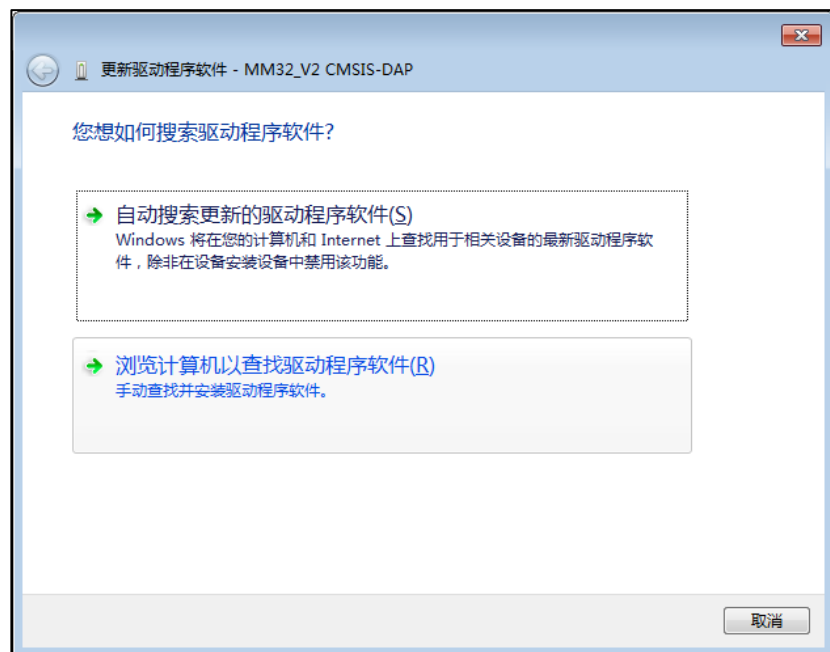 更新驱动程序软件 - MM32_V2 CMSIS-DAP
您想如何搜索驱动程序软件?
自动搜索更新的驱动程序软件(S)
Windows 将在您的计算机和 Internet 上查找用于相关设备的最新驱动程序软
件，除非在设备安装设备中禁用该功能。
浏览计算机以查找驱动程序软件(R)
手动查找并安装驱动程序软件。
取消